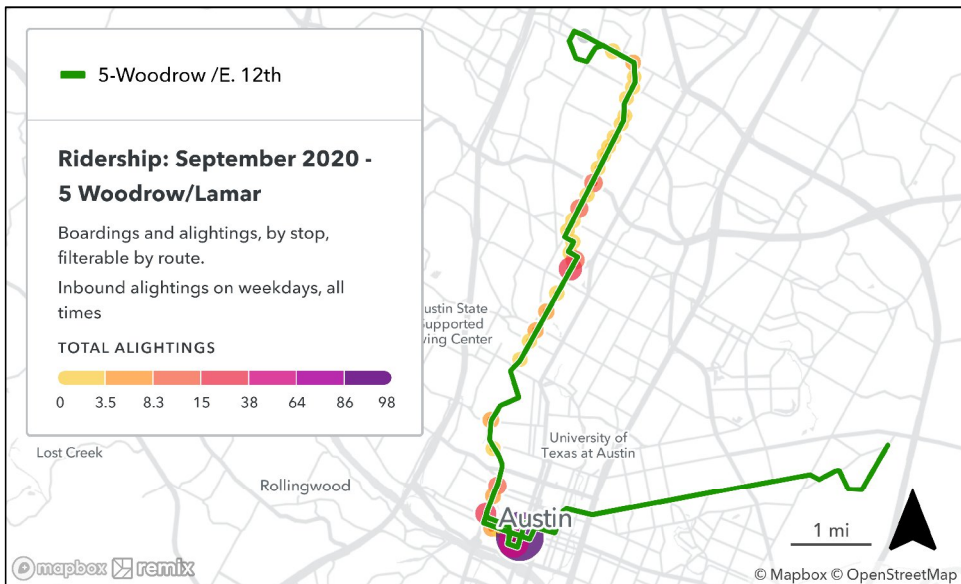 5-Woodrow /E. 12th
Ridership: September 2020 -
5 Woodrow/Lamar
Boardings and alightings, by stop,
filterable by route.
Inbound alightings on weekdays, all
times
TOTAL ALIGHTINGS
0 3.5 8.3 15 38 64 86 98
ustin State
upported
ving Center
University of
Texas at Austin
Lost Creek
Rollingwood
Austin
1 mi
mapbox remix
© Mapbox © OpenStreetMap